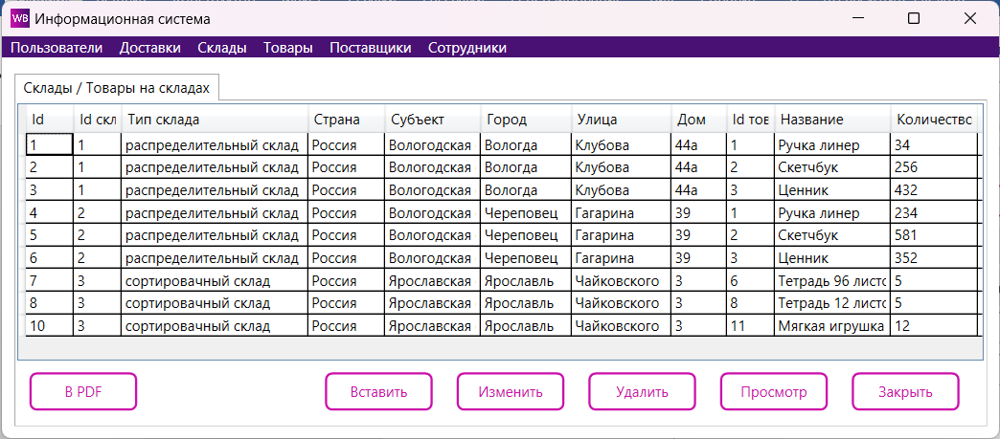 WB Информационная система
Пользователи Доставки Склады Товары Поставщики Сотрудники
Склады / Товары на складах
Id Id скл Тип склада Страна Субъект Город Улица Дом Id тов Название Количество
1 1 распределительный склад Россия Вологодская Вологда Клубова 44а 1 Ручка линер 34
2 1 распределительный склад Россия Вологодская Вологда Клубова 44а 2 Скетчбук 256
3 1 распределительный склад Россия Вологодская Вологда Клубова 44а 3 Ценник 432
4 2 распределительный склад Россия Вологодская Череповец Гагарина 39 1 Ручка линер 234
5 2 распределительный склад Россия Вологодская Череповец Гагарина 39 2 Скетчбук 581
6 2 распределительный склад Россия Вологодская Череповец Гагарина 39 3 Ценник 352
7 3 сортировачный склад Россия Ярославская Ярославль Чайковского 3 6 Тетрадь 96 листо 5
8 3 сортировачный склад Россия Ярославская Ярославль Чайковского 3 8 Тетрадь 12 листо 5
10 3 сортировачный склад Россия Ярославская Ярославль Чайковского 3 11 Мягкая игрушка 12
В PDF Вставить Изменить Удалить Просмотр Закрыть